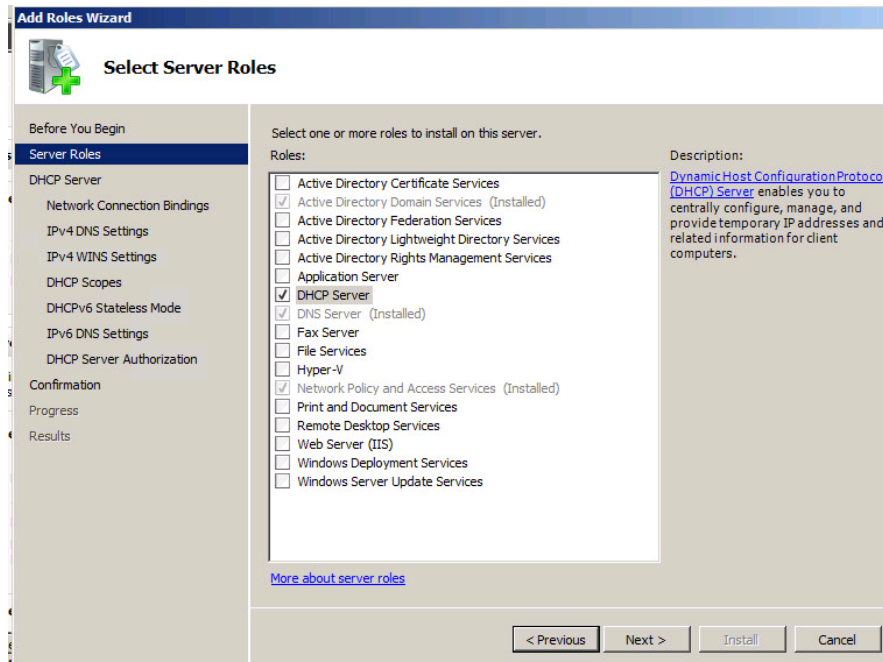 Add Roles Wizard
Select Server Roles
Before You Begin
Server Roles
DHCP Server
Network Connection Bindings
IPv4 DNS Settings
IPv4 WINS Settings
DHCP Scopes
DHCPv6 Stateless Mode
IPv6 DNS Settings
DHCP Server Authorization
Confirmation
Progress
Results
Select one or more roles to install on this server.
Roles:
Active Directory Certificate Services
Active Directory Domain Services (Installed)
Active Directory Federation Services
Active Directory Lightweight Directory Services
Active Directory Rights Management Services
Application Server
DHCP Server
DNS Server (Installed)
Fax Server
File Services
Hyper-V
Network Policy and Access Services (Installed)
Print and Document Services
Remote Desktop Services
Web Server (IIS)
Windows Deployment Services
Windows Server Update Services
More about server roles
Description:
Dynamic Host Configuration Protoco
(DHCP) Server enables you to
centrally configure, manage, and
provide temporary IP addresses and
related information for client
computers.
< Previous
Next >
Install
Cancel